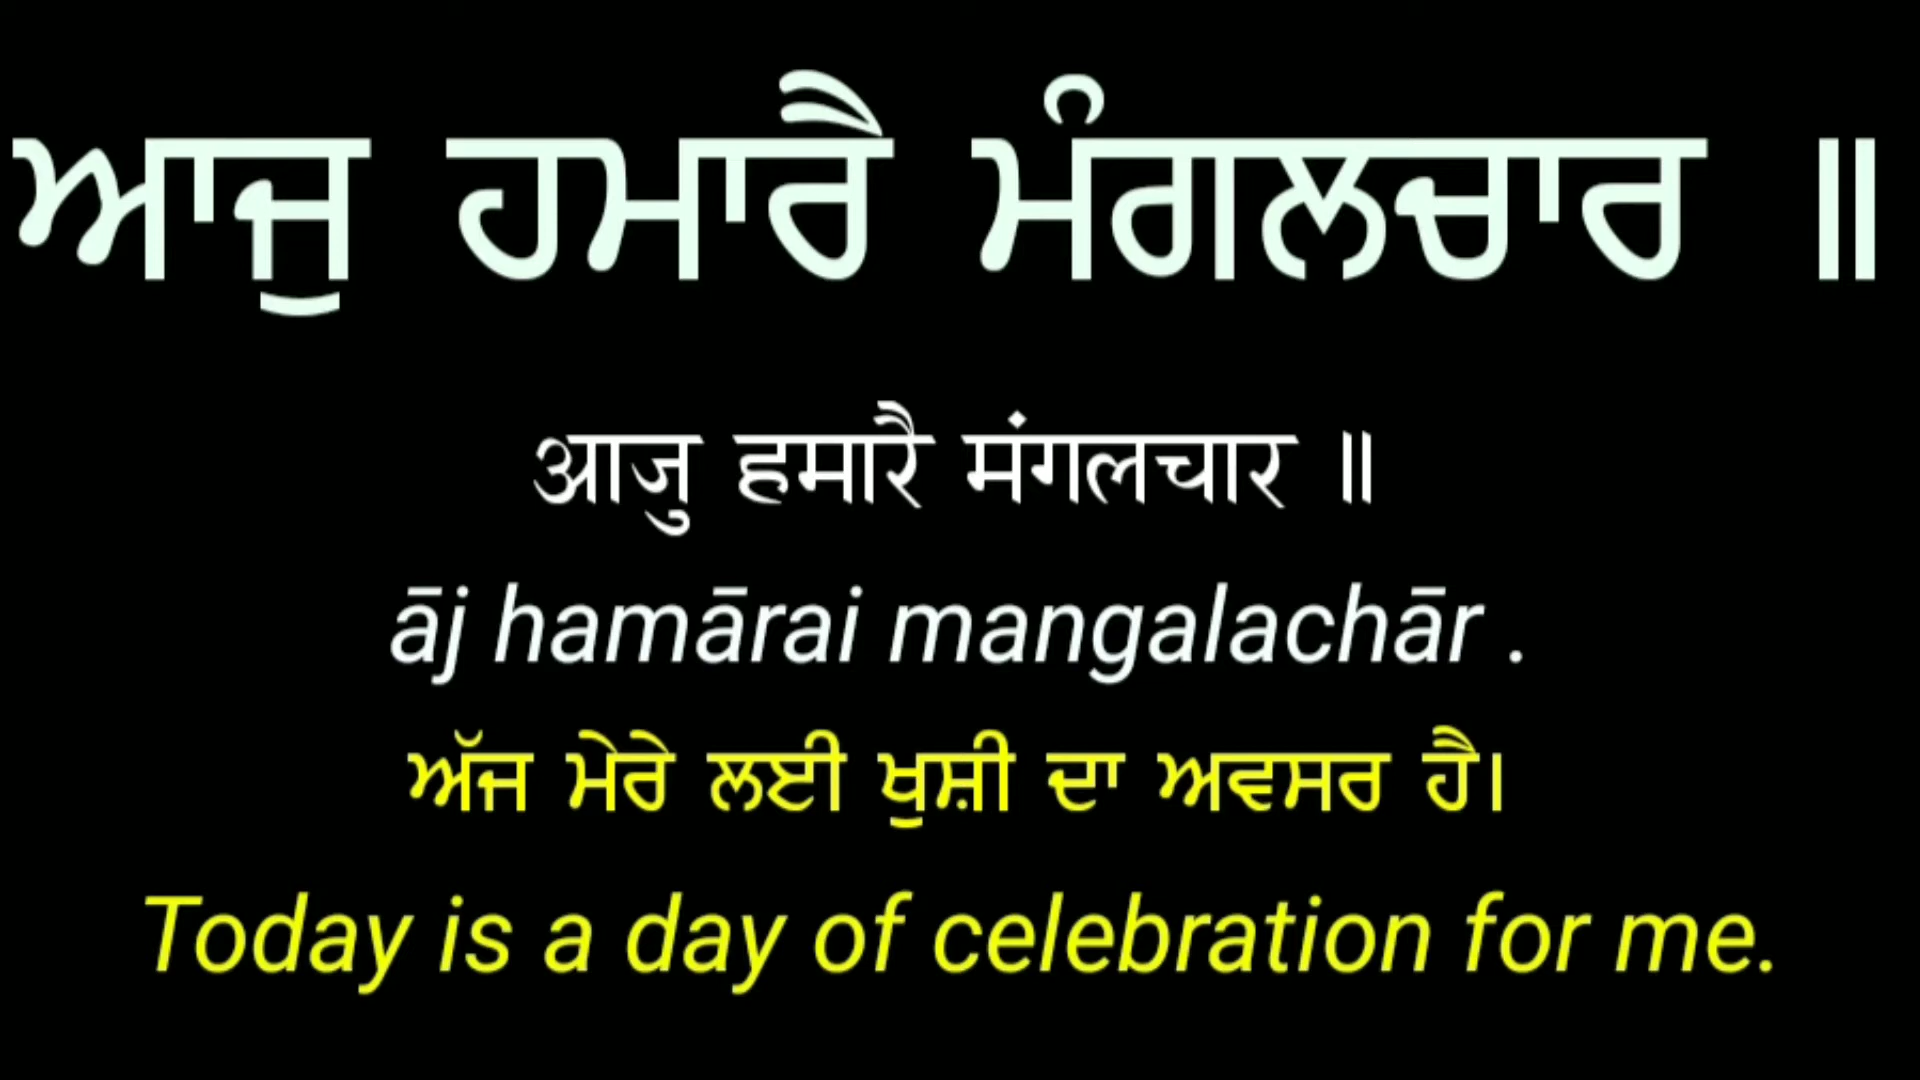 ਆਜੁ ਹਮਾਰੈ ਮੰਗਲਚਾਰ ॥
आजु हमारै मंगलचार ॥
āj hamārai mangalachār .
ਅੱਜ ਮੇਰੇ ਲਈ ਖੁਸ਼ੀ ਦਾ ਅਵਸਰ ਹੈ।
Today is a day of celebration for me.